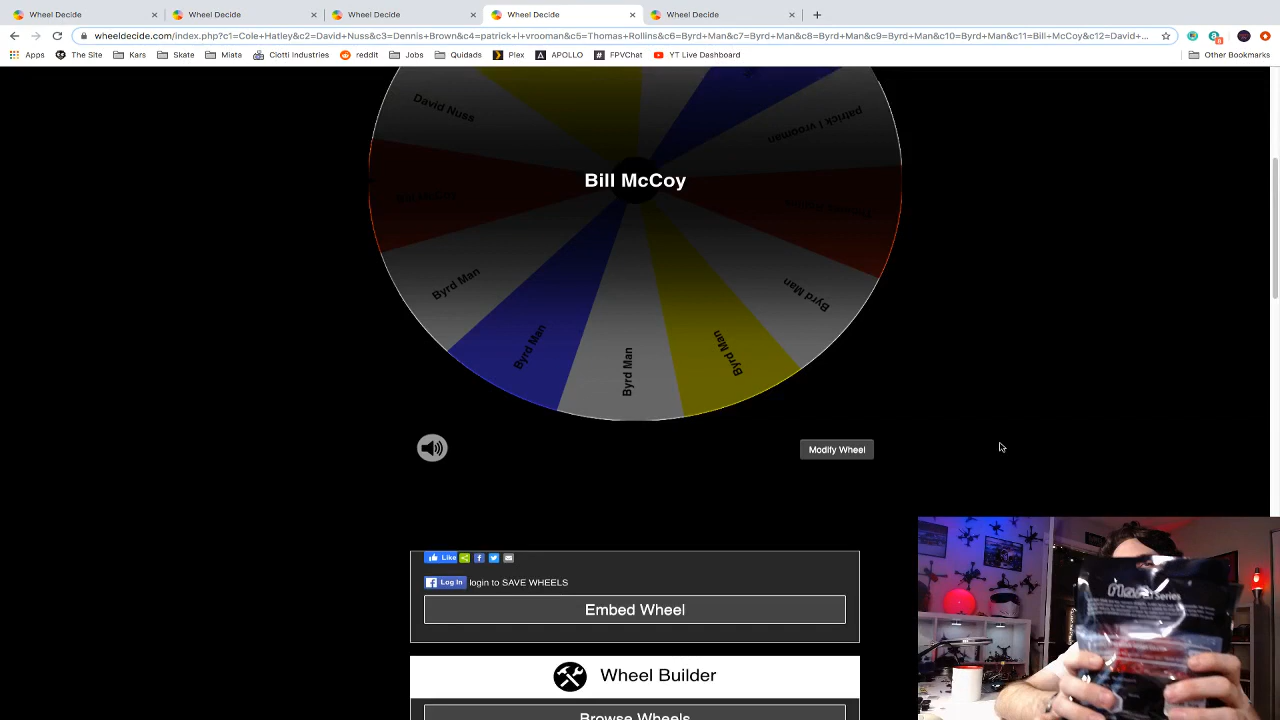 Wheel Decide
Wheel Decide
Wheel Decide
Wheel Decide
Wheel Decide
wheeldecide.com/index.php?c1=Cole+Hatley&c2=David+Nuss&c3=Dennis+Brown&c4=patrick+l+vrooman&c5=Thomas+Rollins&c6=Byrd+Man&c7=Byrd+Man&c8=Byrd+Man&c9=Byrd+Man&c10=Byrd+Man&c11=Bill+McCoy&c12=David+...
Apps
The Site
Kars
Skate
Miata
Ciotti Industries
reddit
Jobs
Quidads
Plex
APOLLO
FPVChat
YT Live Dashboard
Other Bookmarks
David Nuss
patrick l vrooman
Bill McCoy
Bill McCoy
Thomas Rollins
Byrd Man
Byrd Man
Byrd Man
Byrd Man
Byrd Man
Modify Wheel
Like
Log In
login to SAVE WHEELS
Embed Wheel
Wheel Builder
Browse Wheels
Series